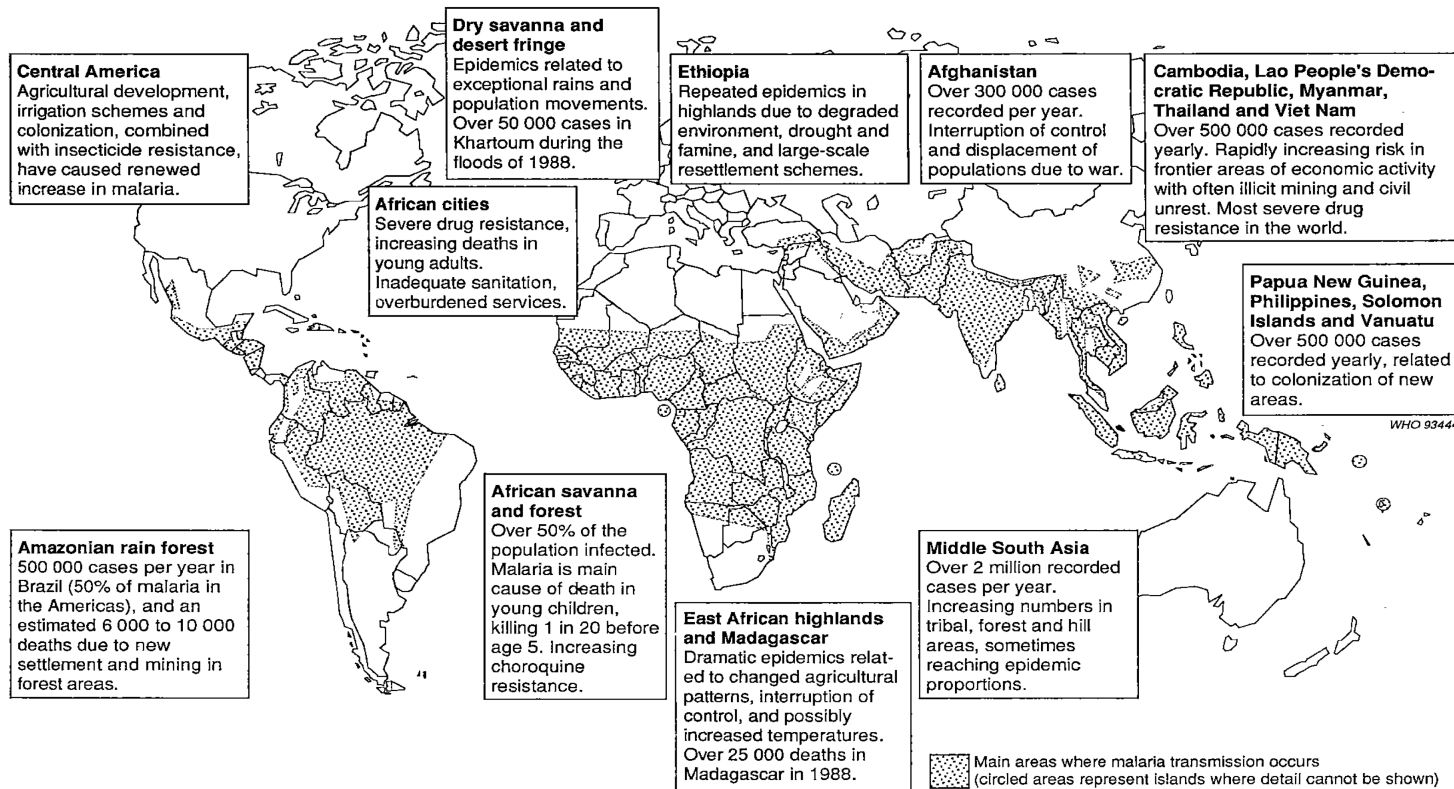 Central America
Agricultural development,
irrigation schemes and
colonization, combined
with insecticide resistance,
have caused renewed
increase in malaria.
Dry savanna and
desert fringe
Epidemics related to
exceptional rains and
population movements.
Over 50 000 cases in
Khartoum during the
floods of 1988.
African cities
Severe drug resistance,
increasing deaths in
young adults.
Inadequate sanitation,
overburdened services.
Ethiopia
Repeated epidemics in
highlands due to degraded
environment, drought and
famine, and large-scale
resettlement schemes.
Afghanistan
Over 300 000 cases
recorded per year.
Interruption of control
and displacement of
populations due to war.
Cambodia, Lao People's Demo-
cratic Republic, Myanmar,
Thailand and Viet Nam
Over 500 000 cases recorded
yearly. Rapidly increasing risk in
frontier areas of economic activity
with often illicit mining and civil
unrest. Most severe drug
resistance in the world.
Papua New Guinea,
Philippines, Solomon
Islands and Vanuatu
Over 500 000 cases
recorded yearly, related
to colonization of new
areas.
WHO 93444
Amazonian rain forest
500 000 cases per year in
Brazil (50% of malaria in
the Americas), and an
estimated 6 000 to 10 000
deaths due to new
settlement and mining in
forest areas.
African savanna
and forest
Over 50% of the
population infected.
Malaria is main
cause of death in
young children,
killing 1 in 20 before
age 5. Increasing
choroquine
resistance.
East African highlands
and Madagascar
Dramatic epidemics relat-
ed to changed agricultural
patterns, interruption of
control, and possibly
increased temperatures.
Over 25 000 deaths in
Madagascar in 1988.
Middle South Asia
Over 2 million recorded
cases per year.
Increasing numbers in
tribal, forest and hill
areas, sometimes
reaching epidemic
proportions.
Main areas where malaria transmission occurs
(circled areas represent islands where detail cannot be shown)